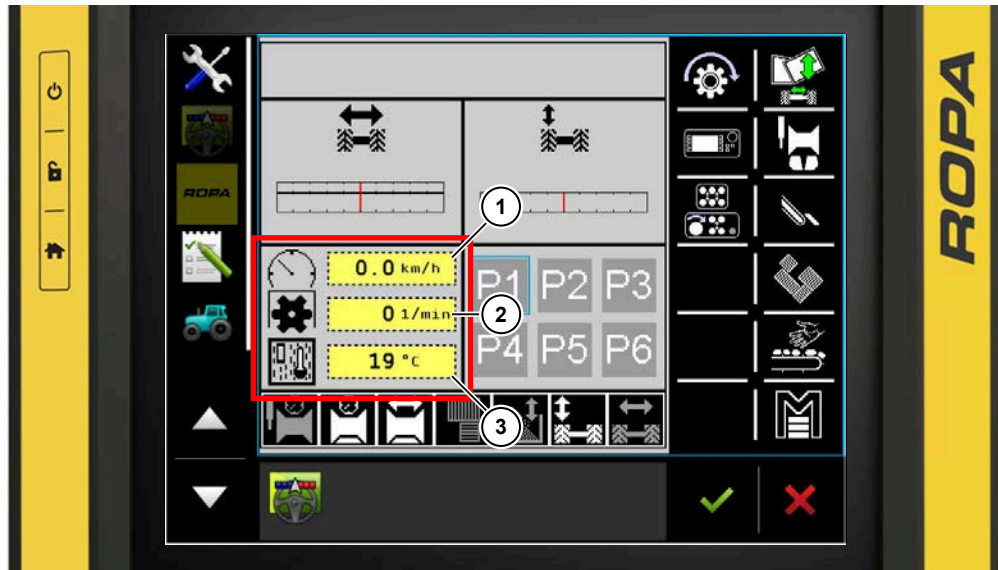 ROPA
ROPA
1
0.0 km/h
P1 P2 P3
2
0 1/min
P4 P5 P6
19 °C
3